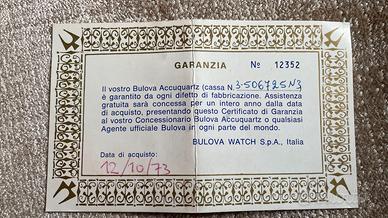 GARANZIA No 12352
Il vostro Bulova Accuquartz (cassa N. 3-506725N3
è garantito da ogni difetto di fabbricazione. Assistenza
gratuita sarà concessa per un intero anno dalla data
di acquisto, presentando questo Certificato di Garanzia
al vostro Concessionario Bulova Accuquartz o qualsiasi
Agente ufficiale Bulova in ogni parte del mondo.
BULOVA WATCH S.p.A., Italia
Data di acquisto:
12/10/73